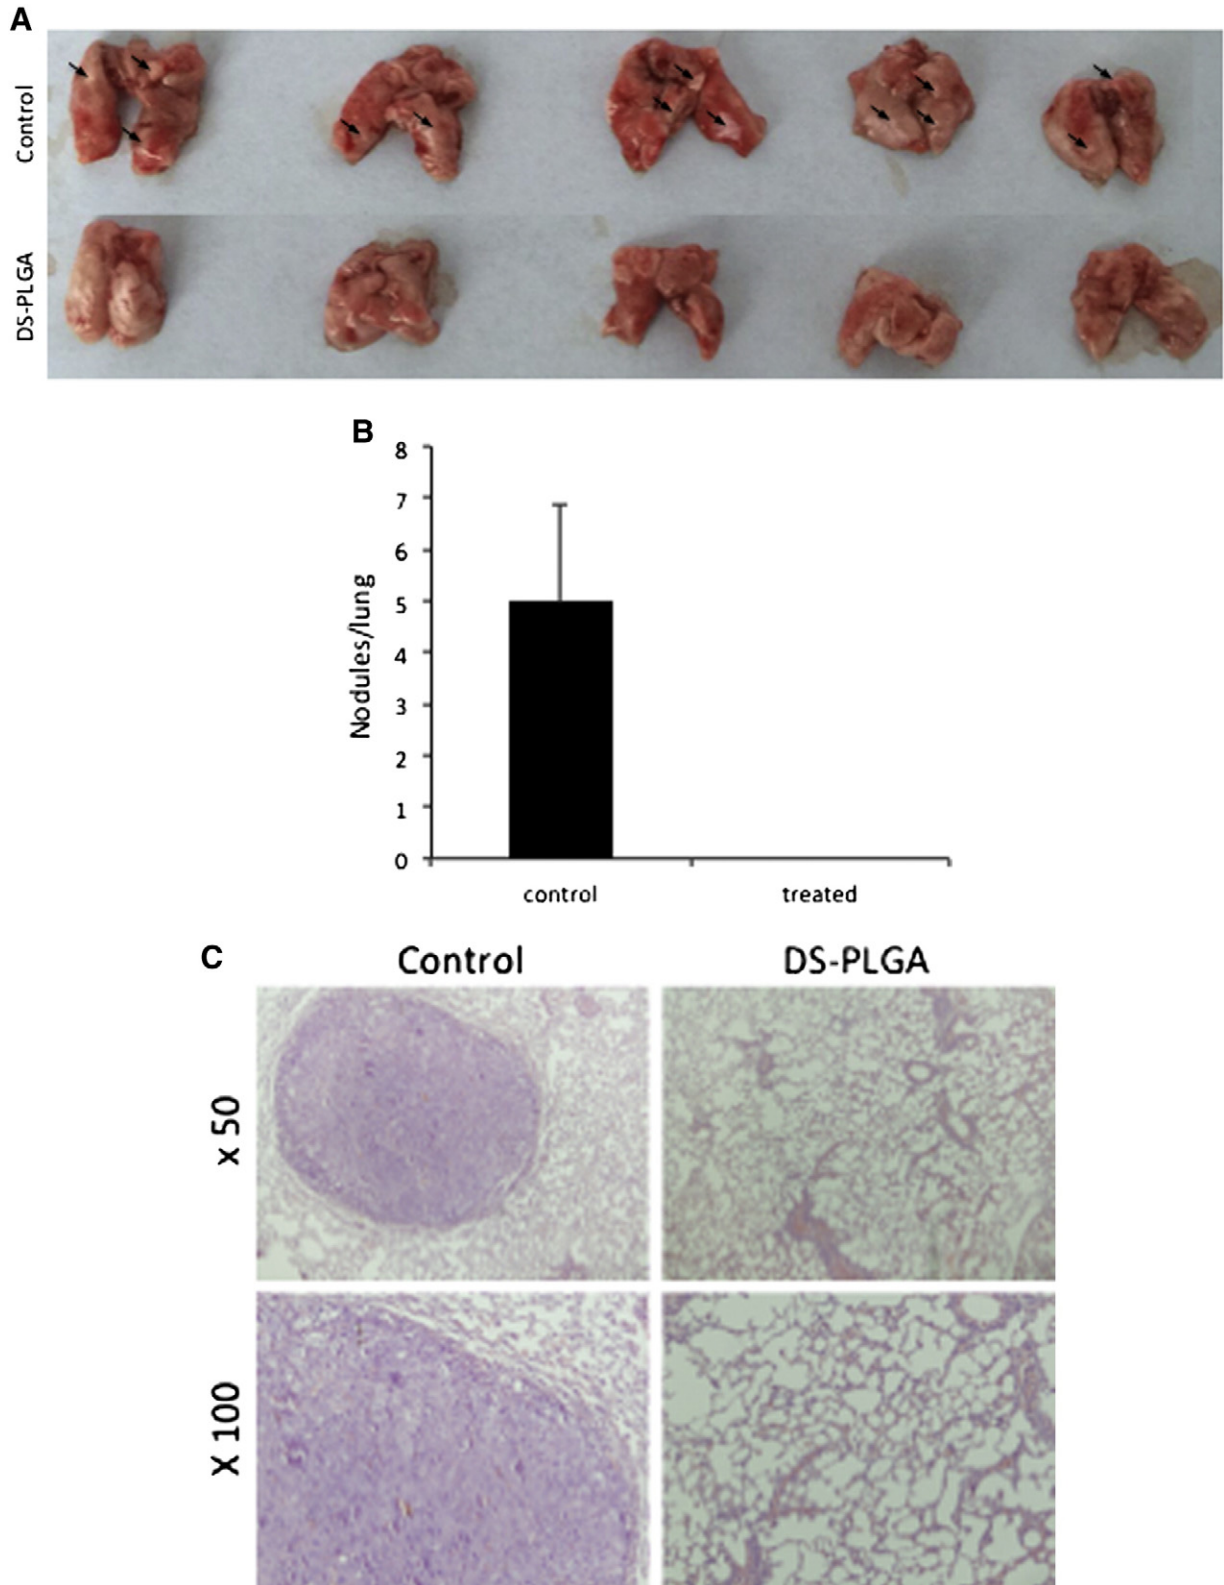 A
Control
DS-PLGA
B
8
7
6
5
4
3
2
1
0
Nodules/lung
control
treated
C
Control
DS-PLGA
x 50
X 100